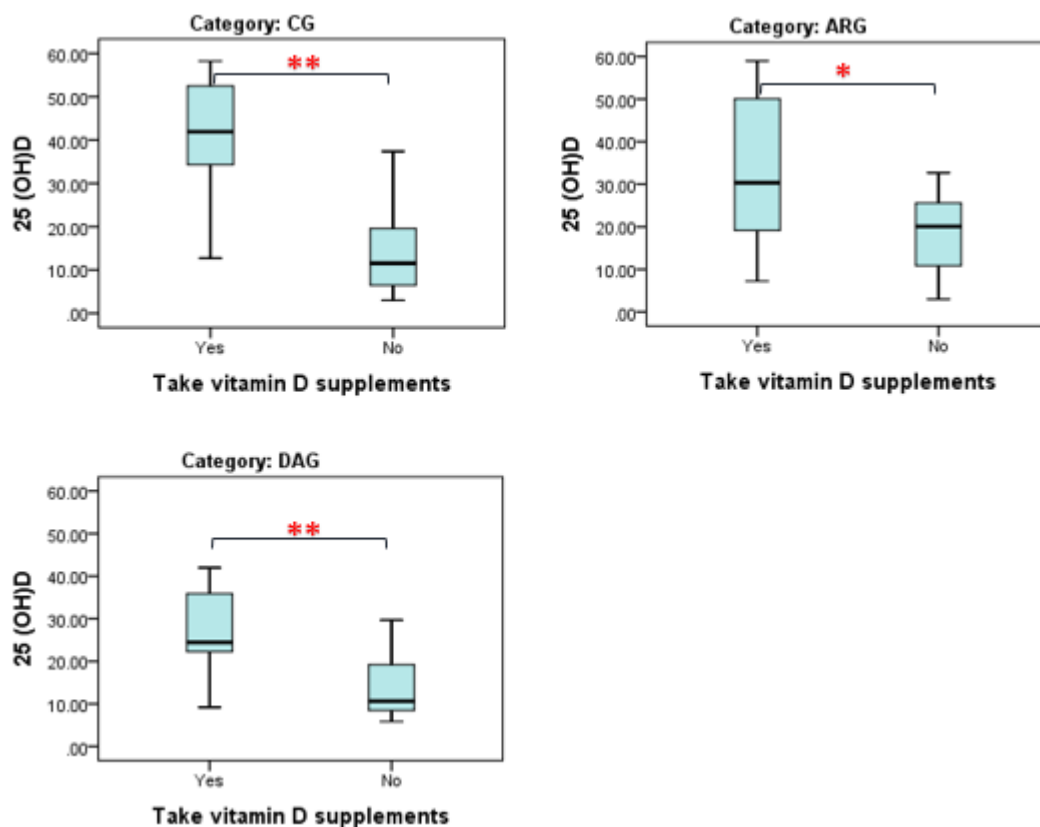 Category: CG
**
60.00
50.00
40.00
30.00
20.00
10.00
.00
25 (OH)D
Yes No
Take vitamin D supplements
Category: ARG
*
60.00
50.00
40.00
30.00
20.00
10.00
.00
25 (OH)D
Yes No
Take vitamin D supplements
Category: DAG
**
60.00
50.00
40.00
30.00
20.00
10.00
.00
25 (OH)D
Yes No
Take vitamin D supplements